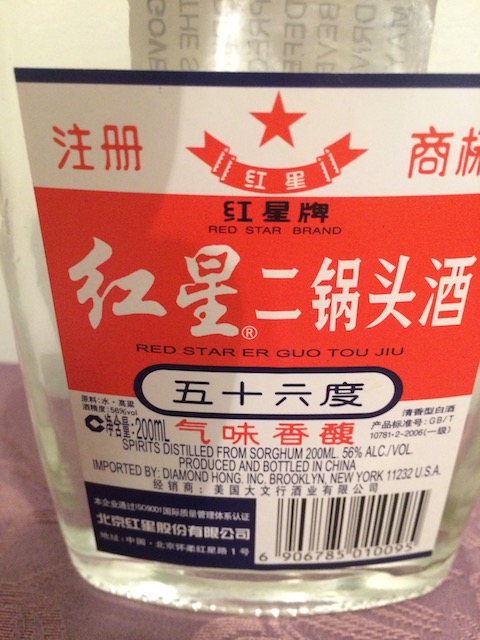 注册
商标
红星
红星牌
RED STAR BRAND
红星®二锅头酒
RED STAR ER GUO TOU JIU
五十六度
原料:水·高粱
酒精度:56%vol
净含量:200ML
气味香馥
清香型白酒
产品标准号:GB/T
10781·2-2006(一级)
SPIRITS DISTILLED FROM SORGHUM 200ML. 56% ALC./VOL.
PRODUCED AND BOTTLED IN CHINA
IMPORTED BY: DIAMOND HONG. INC. BROOKLYN, NEW YORK 11232 U.S.A.
经销商:美国大文行酒业有限公司
本企业通过ISO9001国际质量管理体系认证
北京红星股份有限公司
地址:中国·北京怀柔红星路1号
6 906785 010095